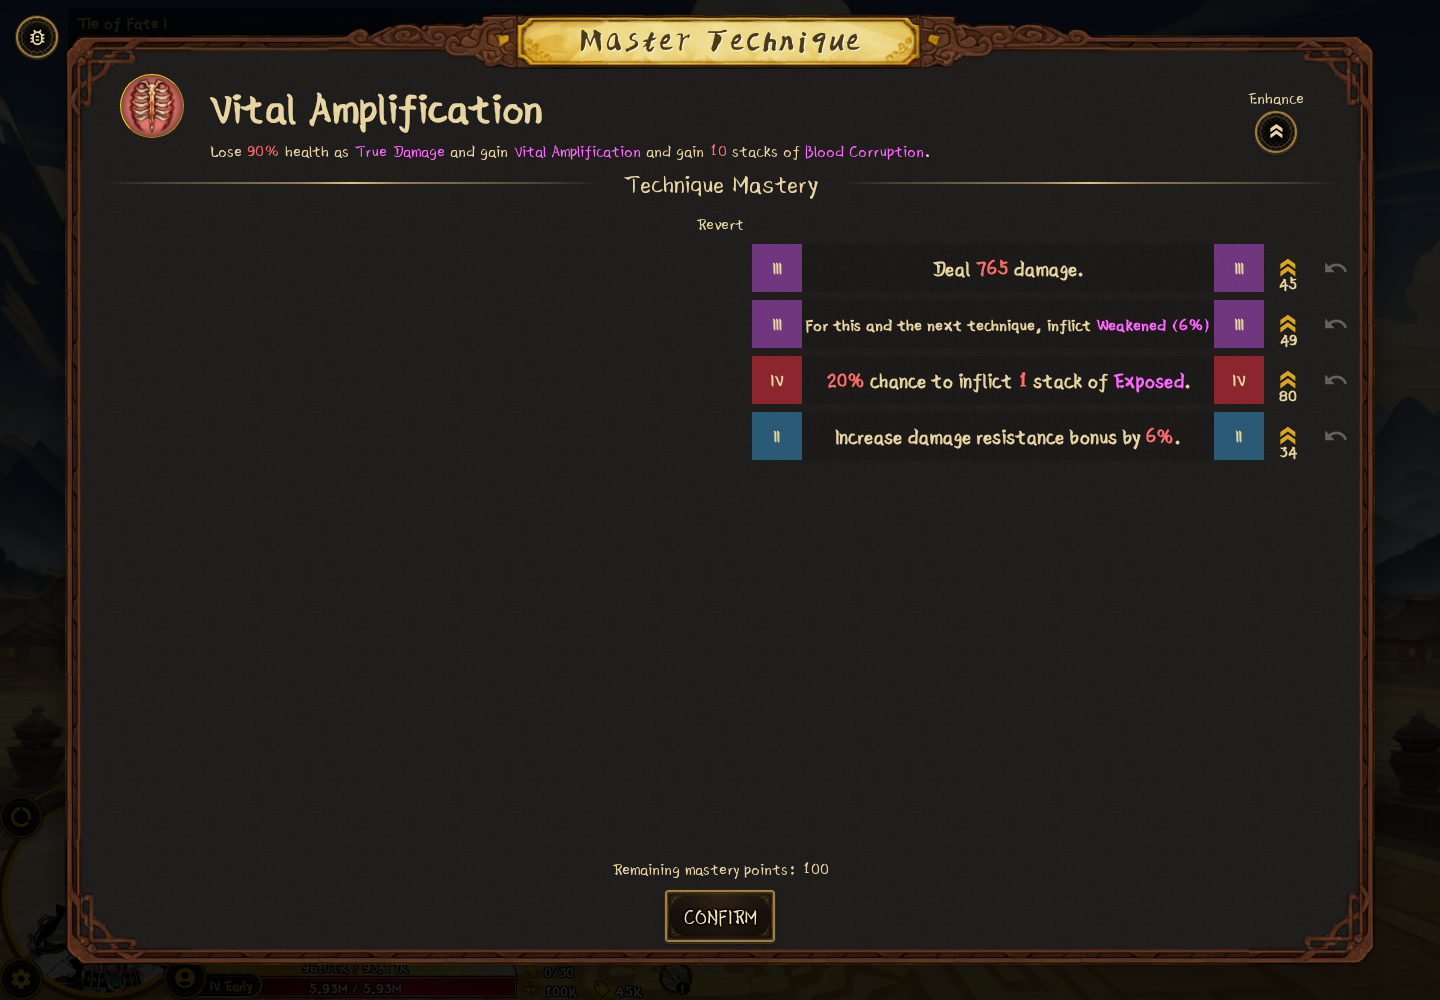 Tie of Fate I
Master Technique
Vital Amplification
Enhance
Lose 90% health as True Damage and gain Vital Amplification and gain 10 stacks of Blood Corruption.
Technique Mastery
Revert
III Deal 765 damage. III 45
III For this and the next technique, inflict Weakened (6%) III 49
IV 20% chance to inflict 1 stack of Exposed. IV 80
II Increase damage resistance bonus by 6%. II 34
Remaining mastery points: 100
CONFIRM
0/30
IV Early 5.93M / 5.93M 100K 45K